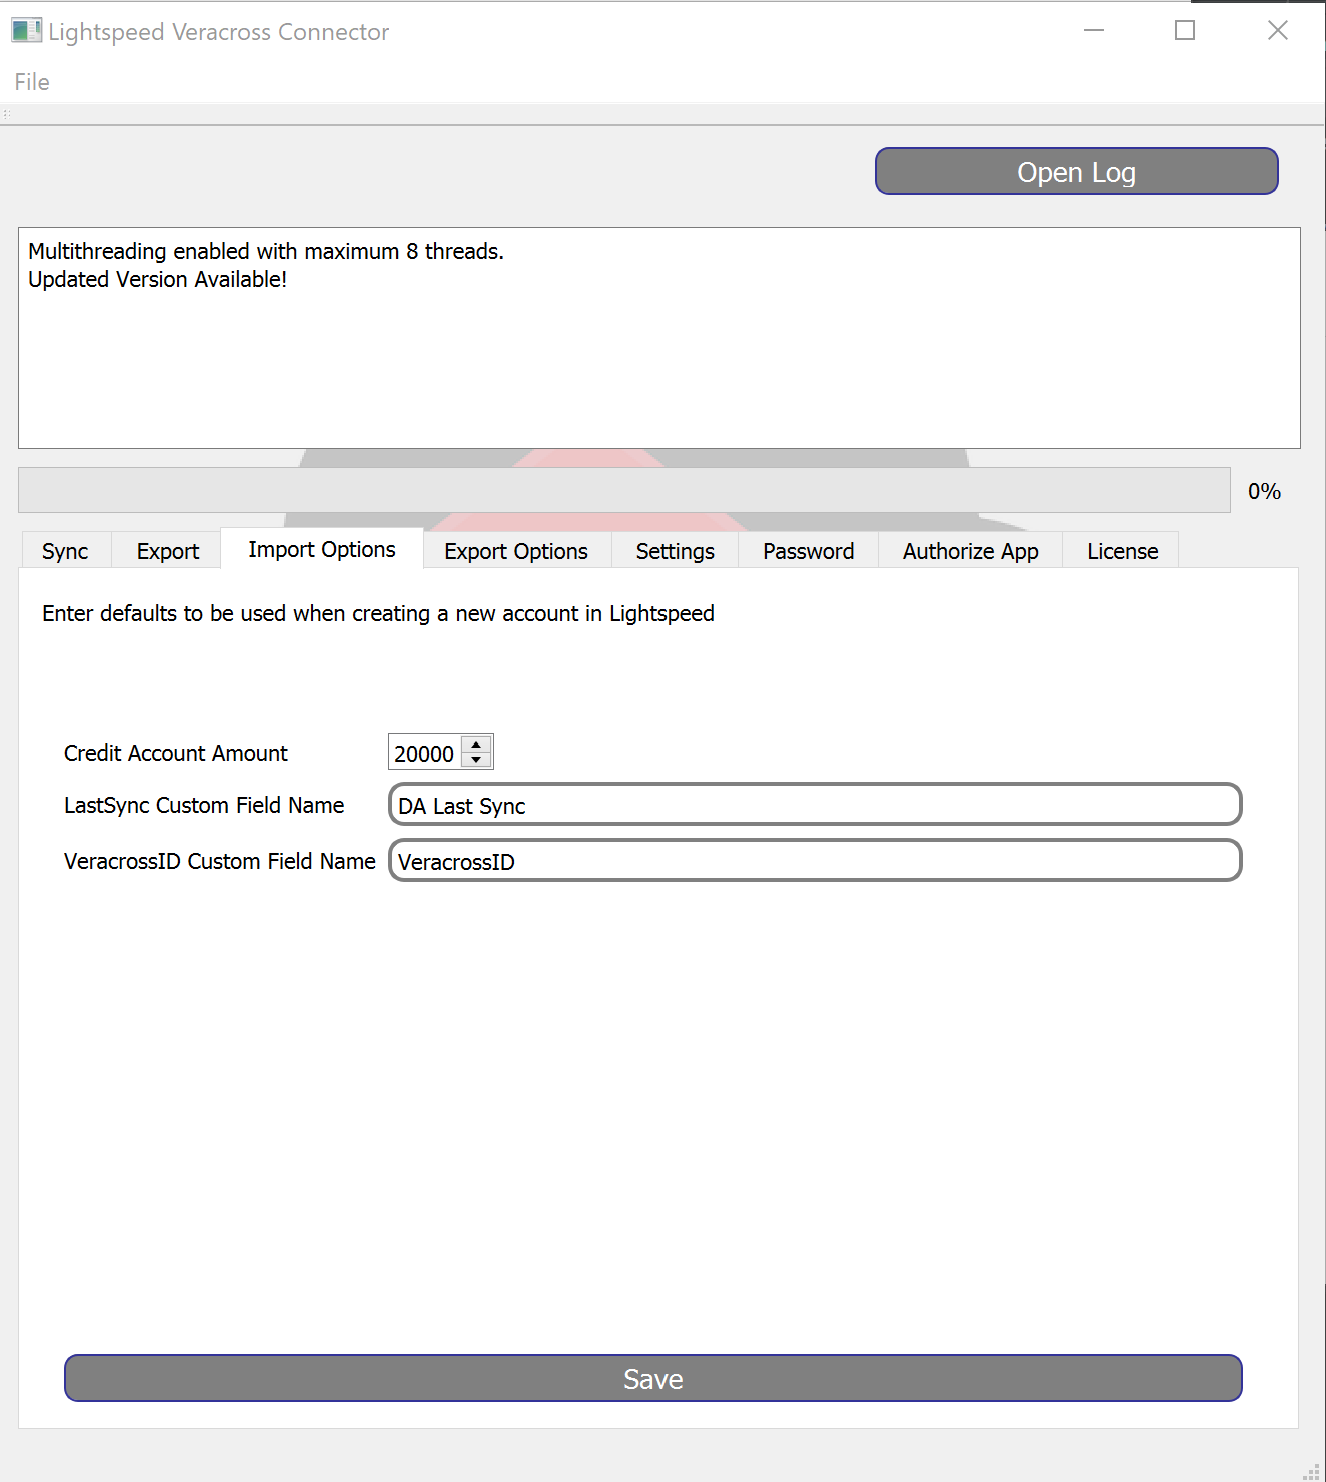 Lightspeed Veracross Connector
File
Open Log
Multithreading enabled with maximum 8 threads.
Updated Version Available!
0%
Sync Export Import Options Export Options Settings Password Authorize App License
Enter defaults to be used when creating a new account in Lightspeed
Credit Account Amount 20000
LastSync Custom Field Name DA Last Sync
VeracrossID Custom Field Name VeracrossID
Save